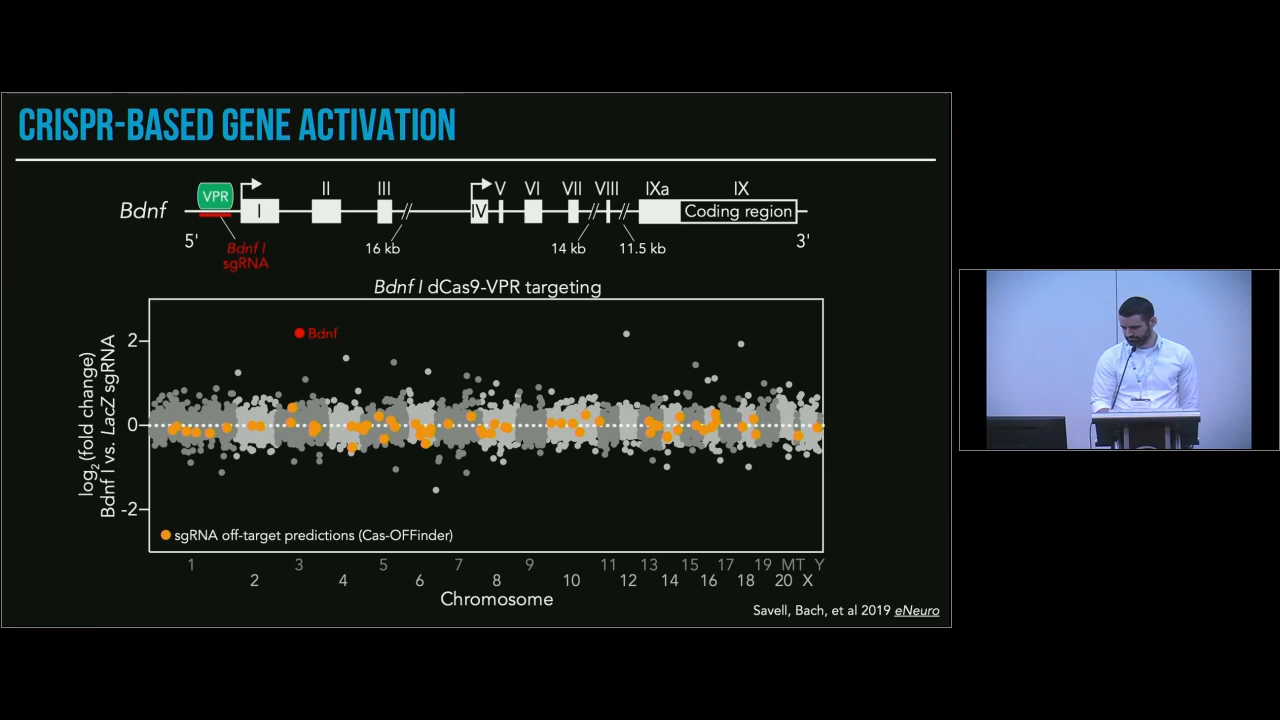 CRISPR-BASED GENE ACTIVATION
Bdnf
VPR
I
II
III
IV
V
VI
VII
VIII
IXa
IX
Coding region
5'
3'
Bdnf I
sgRNA
16 kb
14 kb
11.5 kb
Bdnf I dCas9-VPR targeting
log2 (fold change)
Bdnf I vs. LacZ sgRNA
2
0
-2
Bdnf
sgRNA off-target predictions (Cas-OFFinder)
1 3 5 7 9 11 13 15 17 19 MT Y
2 4 6 8 10 12 14 16 18 20 X
Chromosome
Savell, Bach, et al 2019 eNeuro